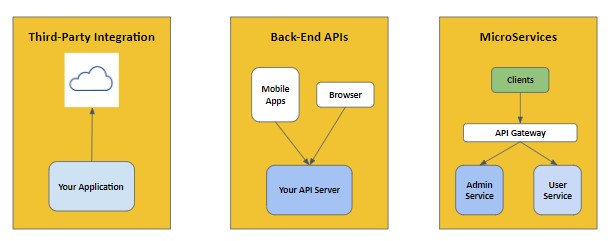 Third-Party Integration
Your Application
Back-End APIs
Mobile
Apps
Browser
Your API Server
MicroServices
Clients
API Gateway
Admin
Service
User
Service